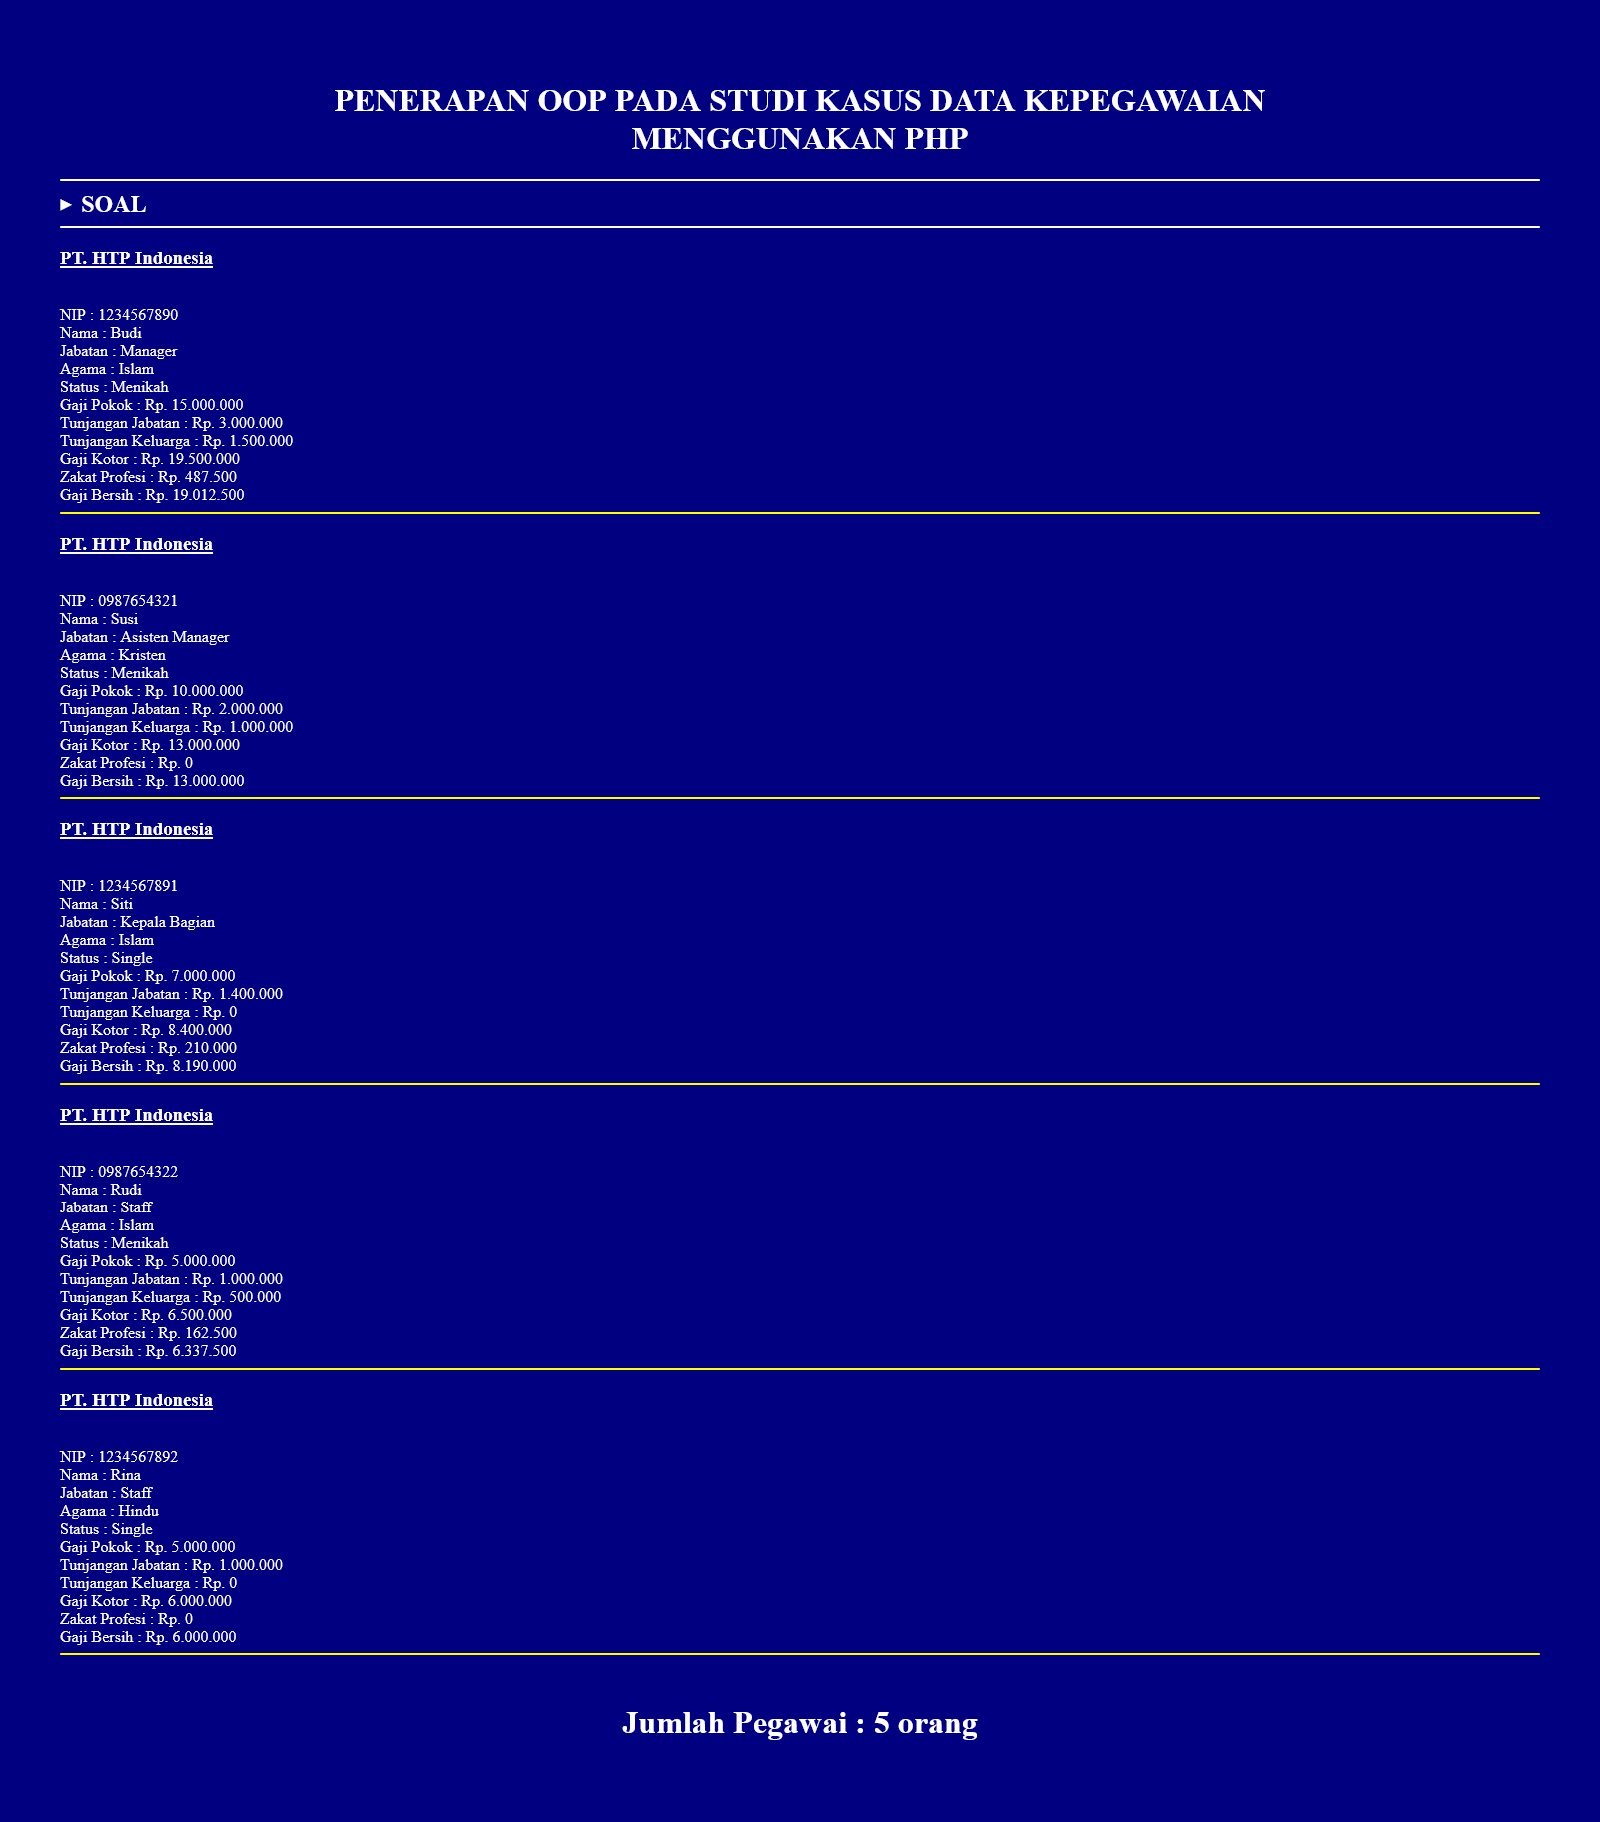 PENERAPAN OOP PADA STUDI KASUS DATA KEPEGAWAIAN
MENGGUNAKAN PHP
▶ SOAL
PT. HTP Indonesia
NIP : 1234567890
Nama : Budi
Jabatan : Manager
Agama : Islam
Status : Menikah
Gaji Pokok : Rp. 15.000.000
Tunjangan Jabatan : Rp. 3.000.000
Tunjangan Keluarga : Rp. 1.500.000
Gaji Kotor : Rp. 19.500.000
Zakat Profesi : Rp. 487.500
Gaji Bersih : Rp. 19.012.500
PT. HTP Indonesia
NIP : 0987654321
Nama : Susi
Jabatan : Asisten Manager
Agama : Kristen
Status : Menikah
Gaji Pokok : Rp. 10.000.000
Tunjangan Jabatan : Rp. 2.000.000
Tunjangan Keluarga : Rp. 1.000.000
Gaji Kotor : Rp. 13.000.000
Zakat Profesi : Rp. 0
Gaji Bersih : Rp. 13.000.000
PT. HTP Indonesia
NIP : 1234567891
Nama : Siti
Jabatan : Kepala Bagian
Agama : Islam
Status : Single
Gaji Pokok : Rp. 7.000.000
Tunjangan Jabatan : Rp. 1.400.000
Tunjangan Keluarga : Rp. 0
Gaji Kotor : Rp. 8.400.000
Zakat Profesi : Rp. 210.000
Gaji Bersih : Rp. 8.190.000
PT. HTP Indonesia
NIP : 0987654322
Nama : Rudi
Jabatan : Staff
Agama : Islam
Status : Menikah
Gaji Pokok : Rp. 5.000.000
Tunjangan Jabatan : Rp. 1.000.000
Tunjangan Keluarga : Rp. 500.000
Gaji Kotor : Rp. 6.500.000
Zakat Profesi : Rp. 162.500
Gaji Bersih : Rp. 6.337.500
PT. HTP Indonesia
NIP : 1234567892
Nama : Rina
Jabatan : Staff
Agama : Hindu
Status : Single
Gaji Pokok : Rp. 5.000.000
Tunjangan Jabatan : Rp. 1.000.000
Tunjangan Keluarga : Rp. 0
Gaji Kotor : Rp. 6.000.000
Zakat Profesi : Rp. 0
Gaji Bersih : Rp. 6.000.000
Jumlah Pegawai : 5 orang